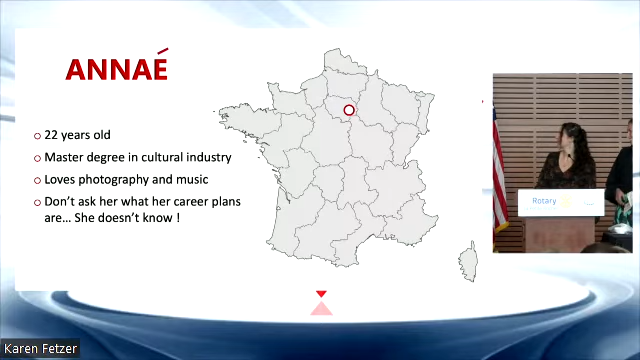 ANNAÉ
22 years old
Master degree in cultural industry
Loves photography and music
Don't ask her what her career plans
are... She doesn't know !
Rotary
Karen Fetzer